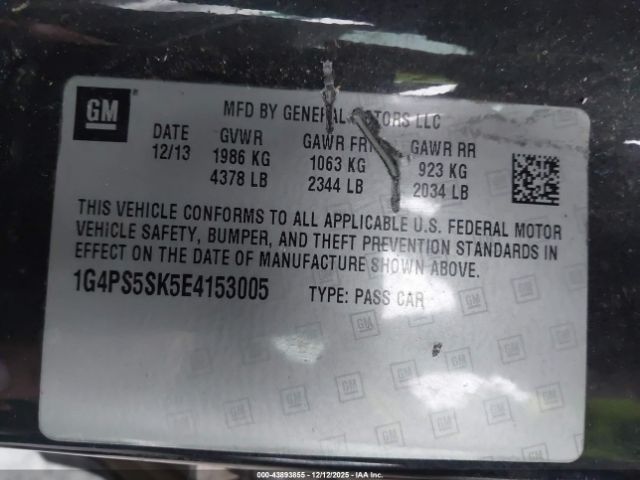 GM
MFD BY GENERAL MOTORS LLC
DATE GVWR GAWR FRT GAWR RR
12/13 1986 KG 1063 KG 923 KG
4378 LB 2344 LB 2034 LB
THIS VEHICLE CONFORMS TO ALL APPLICABLE U.S. FEDERAL MOTOR
VEHICLE SAFETY, BUMPER, AND THEFT PREVENTION STANDARDS IN
EFFECT ON THE DATE OF MANUFACTURE SHOWN ABOVE.
1G4PS5SK5E4153005 TYPE: PASS CAR
000-43893855 - 12/12/2025 - IAA Inc.